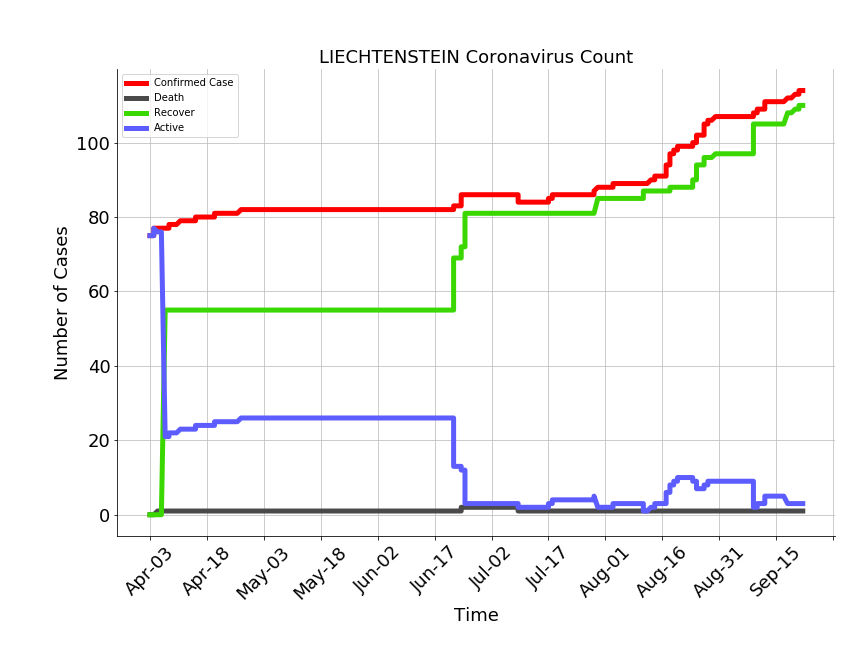 LIECHTENSTEIN Coronavirus Count
Confirmed Case
Death
Recover
Active
100
80
60
40
20
0
Number of Cases
Apr-03
Apr-18
May-03
May-18
Jun-02
Jun-17
Jul-02
Jul-17
Aug-01
Aug-16
Aug-31
Sep-15
Time